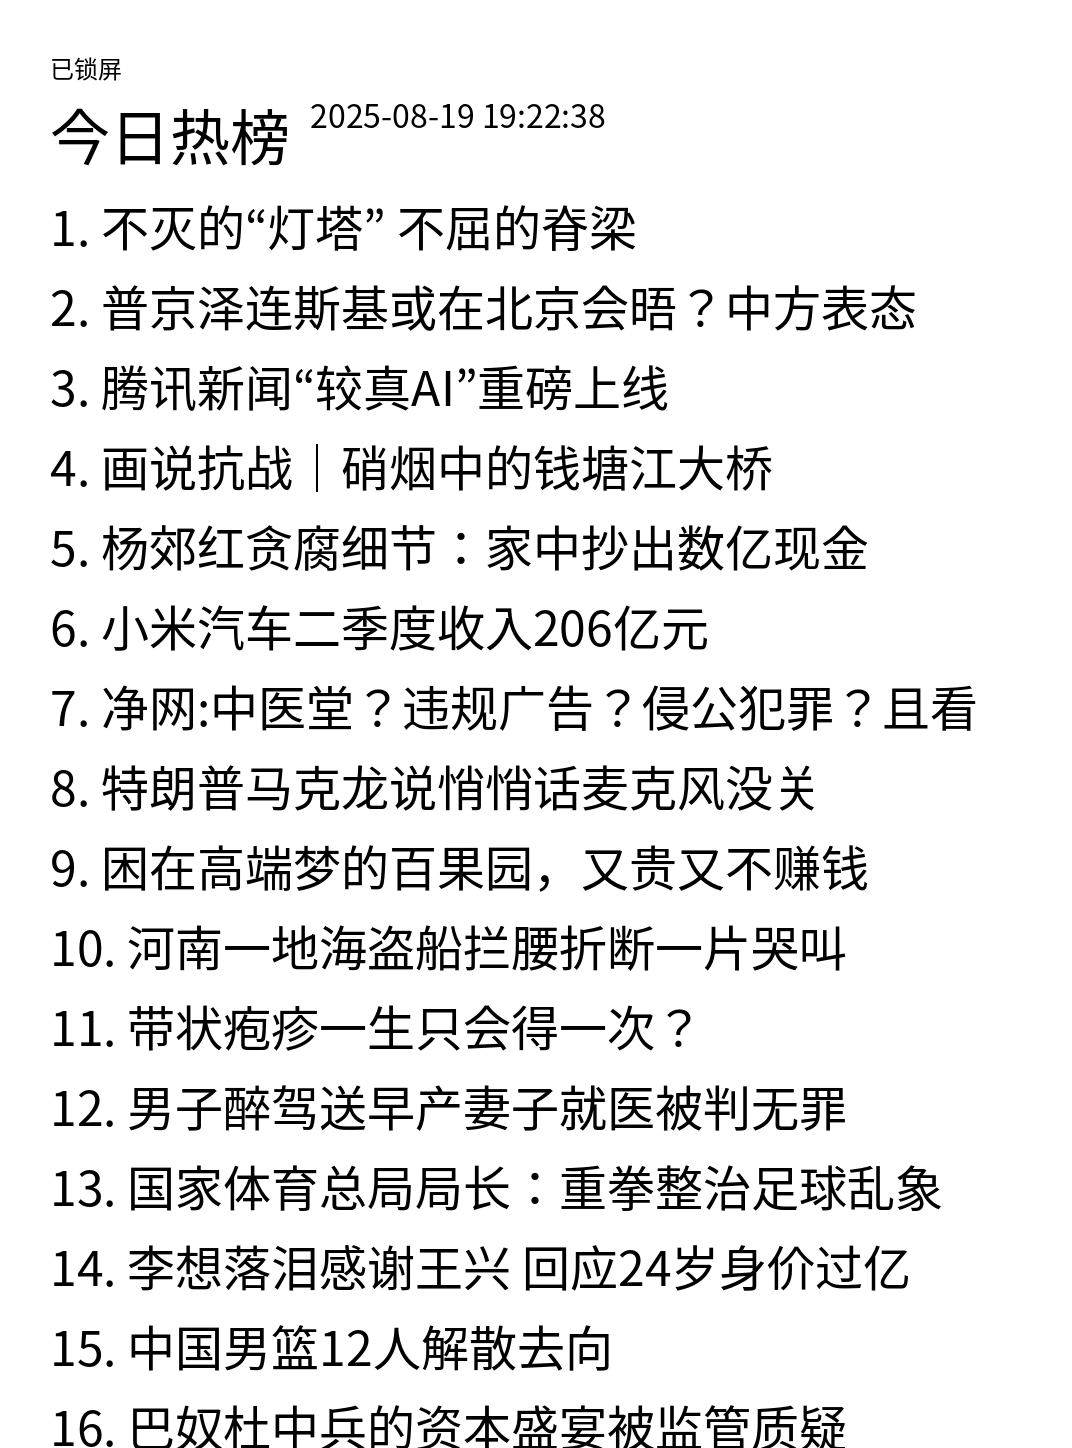 已锁屏
今日热榜 2025-08-19 19:22:38
1. 不灭的“灯塔” 不屈的脊梁
2. 普京泽连斯基或在北京会晤？中方表态
3. 腾讯新闻“较真AI”重磅上线
4. 画说抗战｜硝烟中的钱塘江大桥
5. 杨郊红贪腐细节：家中抄出数亿现金
6. 小米汽车二季度收入206亿元
7. 净网:中医堂？违规广告？侵公犯罪？且看
8. 特朗普马克龙说悄悄话麦克风没关
9. 困在高端梦的百果园，又贵又不赚钱
10. 河南一地海盗船拦腰折断一片哭叫
11. 带状疱疹一生只会得一次？
12. 男子醉驾送早产妻子就医被判无罪
13. 国家体育总局局长：重拳整治足球乱象
14. 李想落泪感谢王兴 回应24岁身价过亿
15. 中国男篮12人解散去向
16. 巴奴杜中兵的资本盛宴被监管质疑